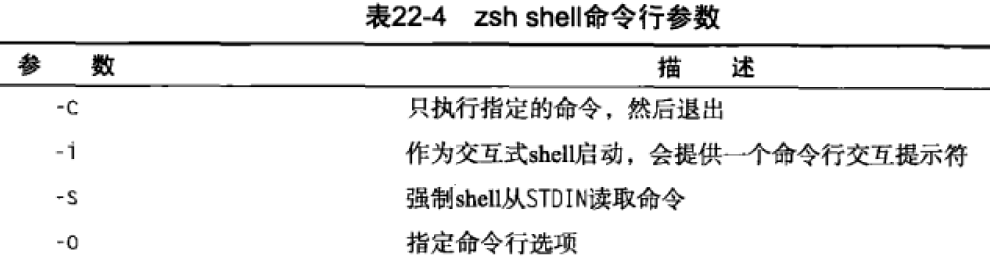 表22-4 zsh shell命令行参数
参 数 描 述
-c 只执行指定的命令，然后退出
-i 作为交互式shell启动，会提供一个命令行交互提示符
-s 强制shell从STDIN读取命令
-o 指定命令行选项